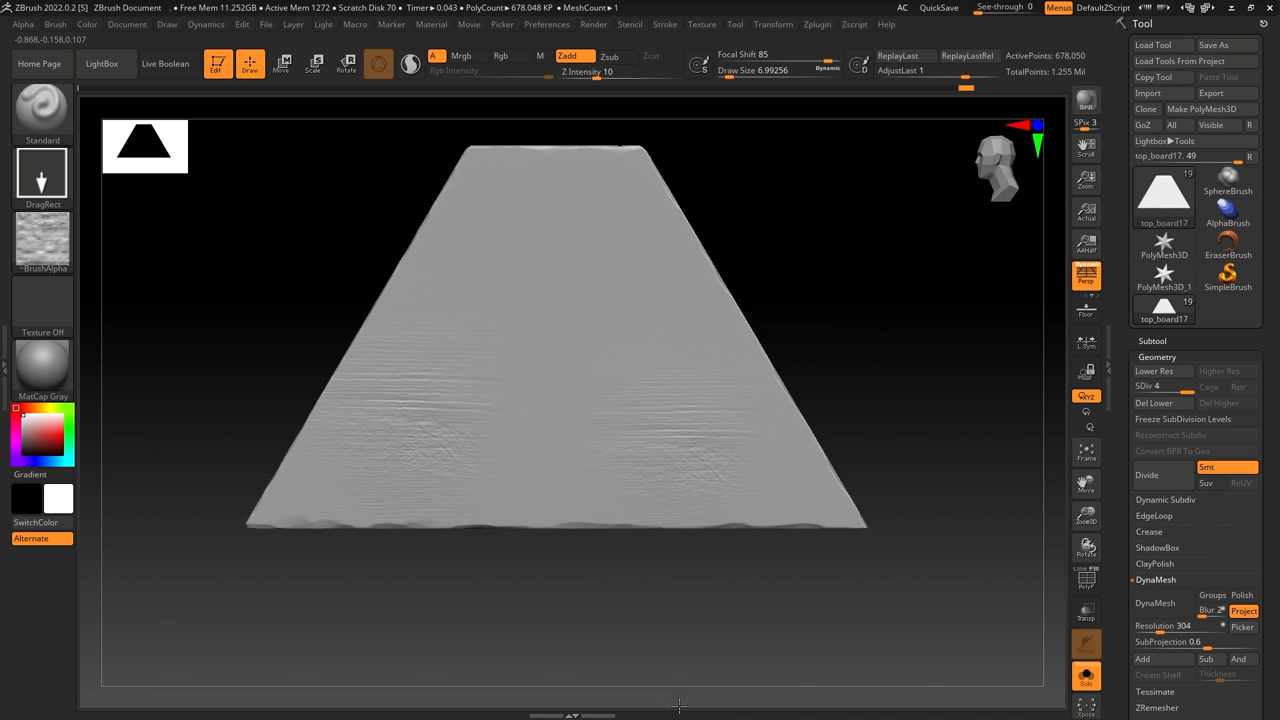 ZBrush 2022.0.2 [S] ZBrush Document . ● Free Mem 11.252GB ● Active Mem 1272 ● Scratch Disk 70 ● Timer▶0.043 ● PolyCount▶678.048 KP ● MeshCount▶1 AC QuickSave See-through 0 Menus DefaultZScript
Alpha Brush Color Document Draw Dynamics Edit File Layer Light Macro Marker Material Movie Picker Preferences Render Stencil Stroke Texture Tool Transform Zplugin Zscript Help
-0.868,-0.158,0.107
Home Page LightBox Live Boolean
Edit Draw Move Scale Rotate
A Mrgb Rgb M Zadd Zsub Zcut
Rgb Intensity Z Intensity 10
S
Focal Shift 85
Draw Size 6.99256 Dynamic
D
ReplayLast ReplayLastRel
AdjustLast 1
ActivePoints: 678,050
TotalPoints: 1.255 Mil
Standard
DragRect
~BrushAlpha
Texture Off
MatCap Gray
Gradient
SwitchColor
Alternate
BPR
SPix 3
Scroll
Zoom
Actual
AAHalf
Dynamic
Persp
Floor
L.Sym
XYZ
Frame
Move
Zoom3D
Rotate
Line Fill
PolyF
Transp
Solo
Xpose
Tool
Load Tool Save As
Load Tools From Project
Copy Tool Paste Tool
Import Export
Clone Make PolyMesh3D
GoZ All Visible R
Lightbox▶Tools
top_board17. 49 R
19
top_board17
SphereBrush
AlphaBrush
PolyMesh3D
EraserBrush
PolyMesh3D_1
SimpleBrush
19
top_board17
Subtool
Geometry
Lower Res Higher Res
SDiv 4 Cage Rstr
Del Lower Del Higher
Freeze SubDivision Levels
Reconstruct Subdiv
Convert BPR To Geo
Divide Smt
Suv ReUV
Dynamic Subdiv
EdgeLoop
Crease
ShadowBox
ClayPolish
DynaMesh
DynaMesh Groups Polish
Blur 2 Project
Resolution 304 Picker
SubProjection 0.6
Add Sub And
Create Shell Thickness
Tessimate
ZRemesher